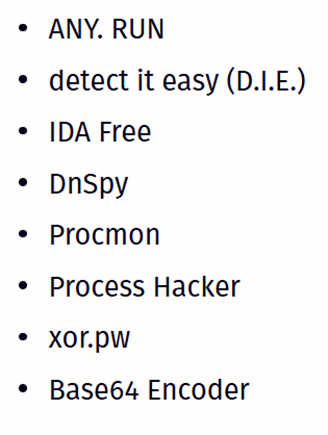 • ANY. RUN
• detect it easy (D.I.E.)
• IDA Free
• DnSpy
• Procmon
• Process Hacker
• xor.pw
• Base64 Encoder